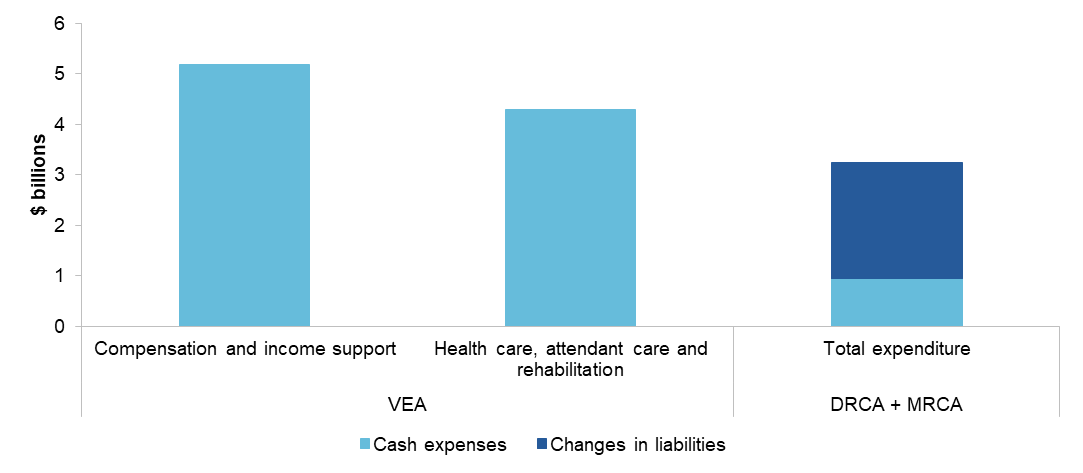 $ billions
6
5
4
3
2
1
0
Compensation and income support
Health care, attendant care and
rehabilitation
Total expenditure
VEA
DRCA + MRCA
Cash expenses
Changes in liabilities